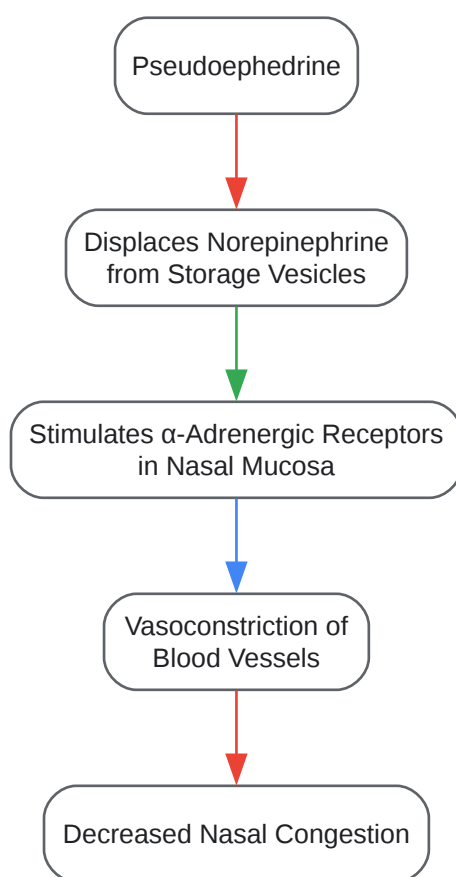 Pseudoephedrine
Displaces Norepinephrine
from Storage Vesicles
Stimulates α-Adrenergic Receptors
in Nasal Mucosa
Vasoconstriction of
Blood Vessels
Decreased Nasal Congestion